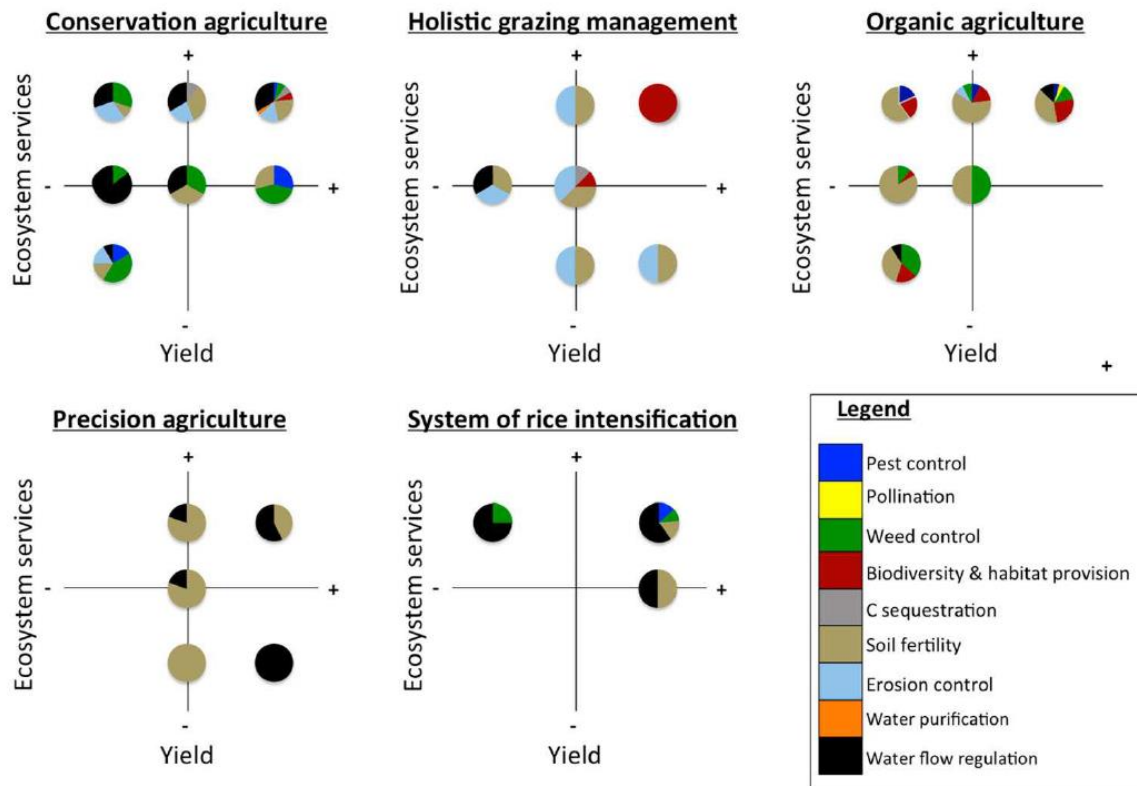 Conservation agriculture
Holistic grazing management
Organic agriculture
+
+
+
Ecosystem services
Ecosystem services
Ecosystem services
-
+
-
+
-
+
-
-
-
Yield
Yield
Yield
+
Precision agriculture
System of rice intensification
+
+
Ecosystem services
Ecosystem services
-
+
-
+
-
-
Yield
Yield
Legend
Pest control
Pollination
Weed control
Biodiversity & habitat provision
C sequestration
Soil fertility
Erosion control
Water purification
Water flow regulation